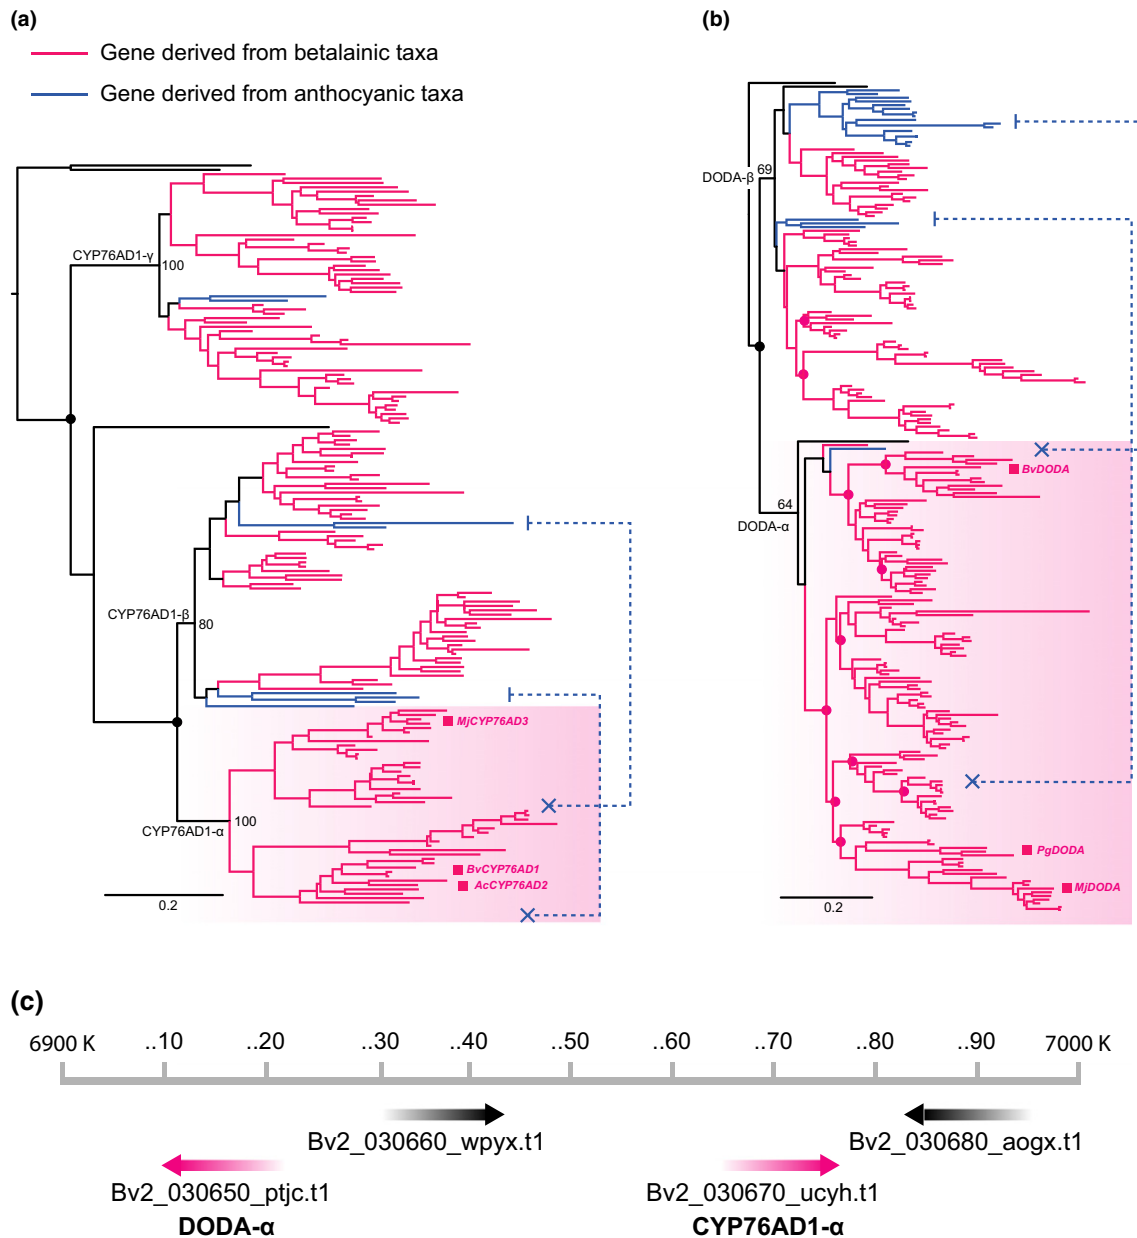 (a)
Gene derived from betalainic taxa
Gene derived from anthocyanic taxa
CYP76AD1-γ
100
CYP76AD1-β
80
MjCYP76AD3
CYP76AD1-α
100
BvCYP76AD1
AcCYP76AD2
0.2
(b)
DODA-β
69
BvDODA
64
DODA-α
PgDODA
MjDODA
0.2
(c)
6900 K ..10 ..20 ..30 ..40 ..50 ..60 ..70 ..80 ..90 7000 K
Bv2_030660_wpyx.t1 Bv2_030680_aogx.t1
Bv2_030650_ptjc.t1 Bv2_030670_ucyh.t1
DODA-α CYP76AD1-α